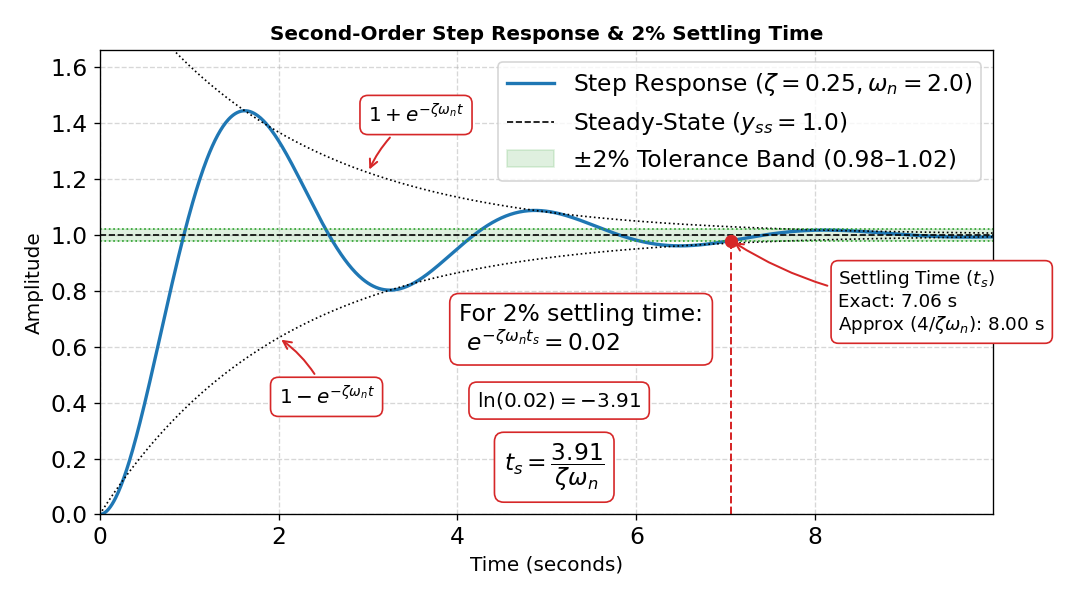 Second-Order Step Response & 2% Settling Time
Step Response (ζ = 0.25, ωₙ = 2.0)
Steady-State (yₛₛ = 1.0)
±2% Tolerance Band (0.98–1.02)
1 + e^{−ζωₙt}
1 − e^{−ζωₙt}
For 2% settling time:
e^{−ζωₙtₛ} = 0.02
ln(0.02) = −3.91
tₛ = 3.91/ζωₙ
Settling Time (tₛ)
Exact: 7.06 s
Approx (4/ζωₙ): 8.00 s
Amplitude
1.6
1.4
1.2
1.0
0.8
0.6
0.4
0.2
0.0
0 2 4 6 8
Time (seconds)